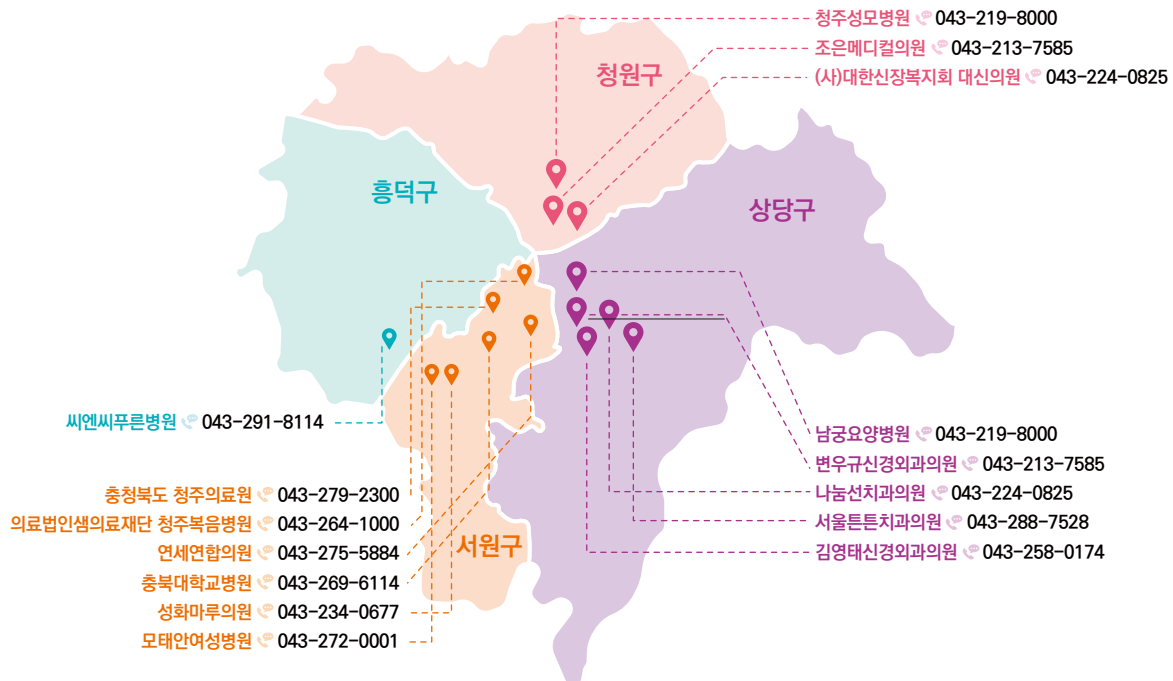 청주성모병원 043-219-8000
조은메디컬의원 043-213-7585
(사)대한신장복지회 대신의원 043-224-0825
청원구
흥덕구
상당구
씨엔씨푸른병원 043-291-8114
남궁요양병원 043-219-8000
변우규신경외과의원 043-213-7585
나눔선치과의원 043-224-0825
서울튼튼치과의원 043-288-7528
김영태신경외과의원 043-258-0174
충청북도 청주의료원 043-279-2300
의료법인샘의료재단 청주복음병원 043-264-1000
연세연합의원 043-275-5884
충북대학교병원 043-269-6114
성화마루의원 043-234-0677
모태안여성병원 043-272-0001
서원구